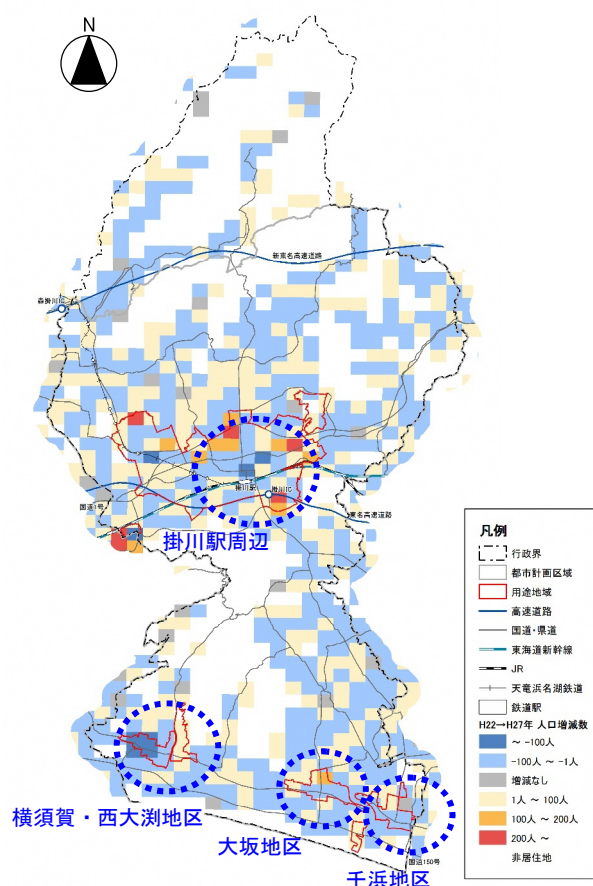 N
新東名高速道路
森掛川IC
掛川駅
掛川IC
国道1号
東名高速道路
掛川駅周辺
横須賀・西大渕地区
大坂地区
千浜地区
国道150号
凡例
行政界
都市計画区域
用途地域
高速道路
国道・県道
東海道新幹線
JR
天竜浜名湖鉄道
鉄道駅
H22→H27年 人口増減数
～ -100人
-100人 ～ -1人
増減なし
1人 ～ 100人
100人 ～ 200人
200人 ～
非居住地